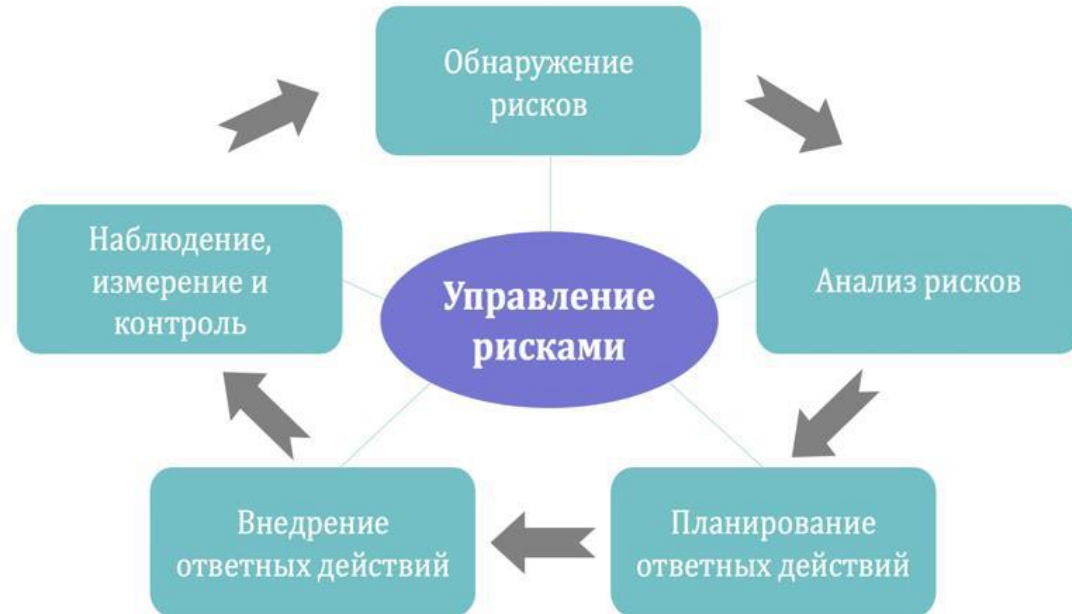 Обнаружение
рисков
Наблюдение,
измерение и
контроль
Управление
рисками
Анализ рисков
Внедрение
ответных действий
Планирование
ответных действий